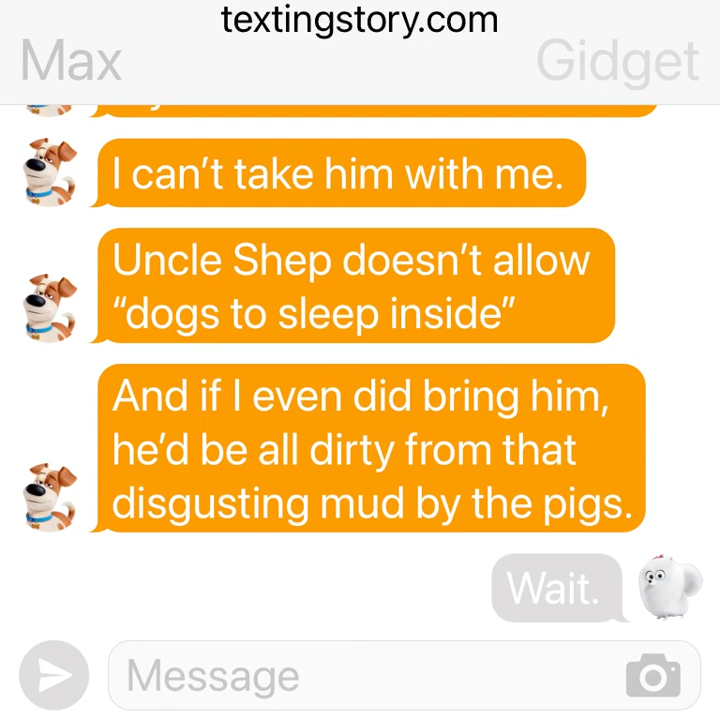 textingstory.com
Max
Gidget
I can’t take him with me.
Uncle Shep doesn’t allow
“dogs to sleep inside”
And if I even did bring him,
he’d be all dirty from that
disgusting mud by the pigs.
Wait.
Message